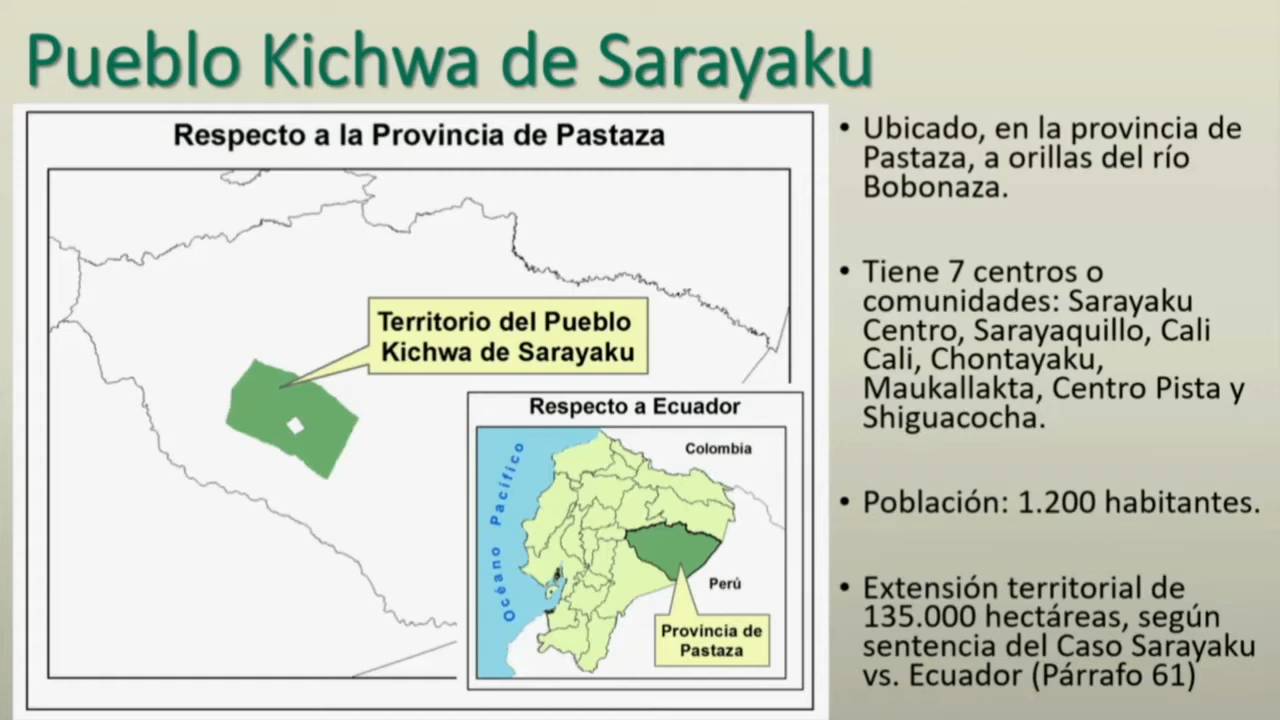 Pueblo Kichwa de Sarayaku
Respecto a la Provincia de Pastaza
Territorio del Pueblo
Kichwa de Sarayaku
Respecto a Ecuador
Océano Pacífico
Colombia
Perú
Provincia de
Pastaza
• Ubicado, en la provincia de
Pastaza, a orillas del río
Bobonaza.
• Tiene 7 centros o
comunidades: Sarayaku
Centro, Sarayaquillo, Cali
Cali, Chontayaku,
Maukallakta, Centro Pista y
Shiguacocha.
• Población: 1.200 habitantes.
• Extensión territorial de
135.000 hectáreas, según
sentencia del Caso Sarayaku
vs. Ecuador (Párrafo 61)